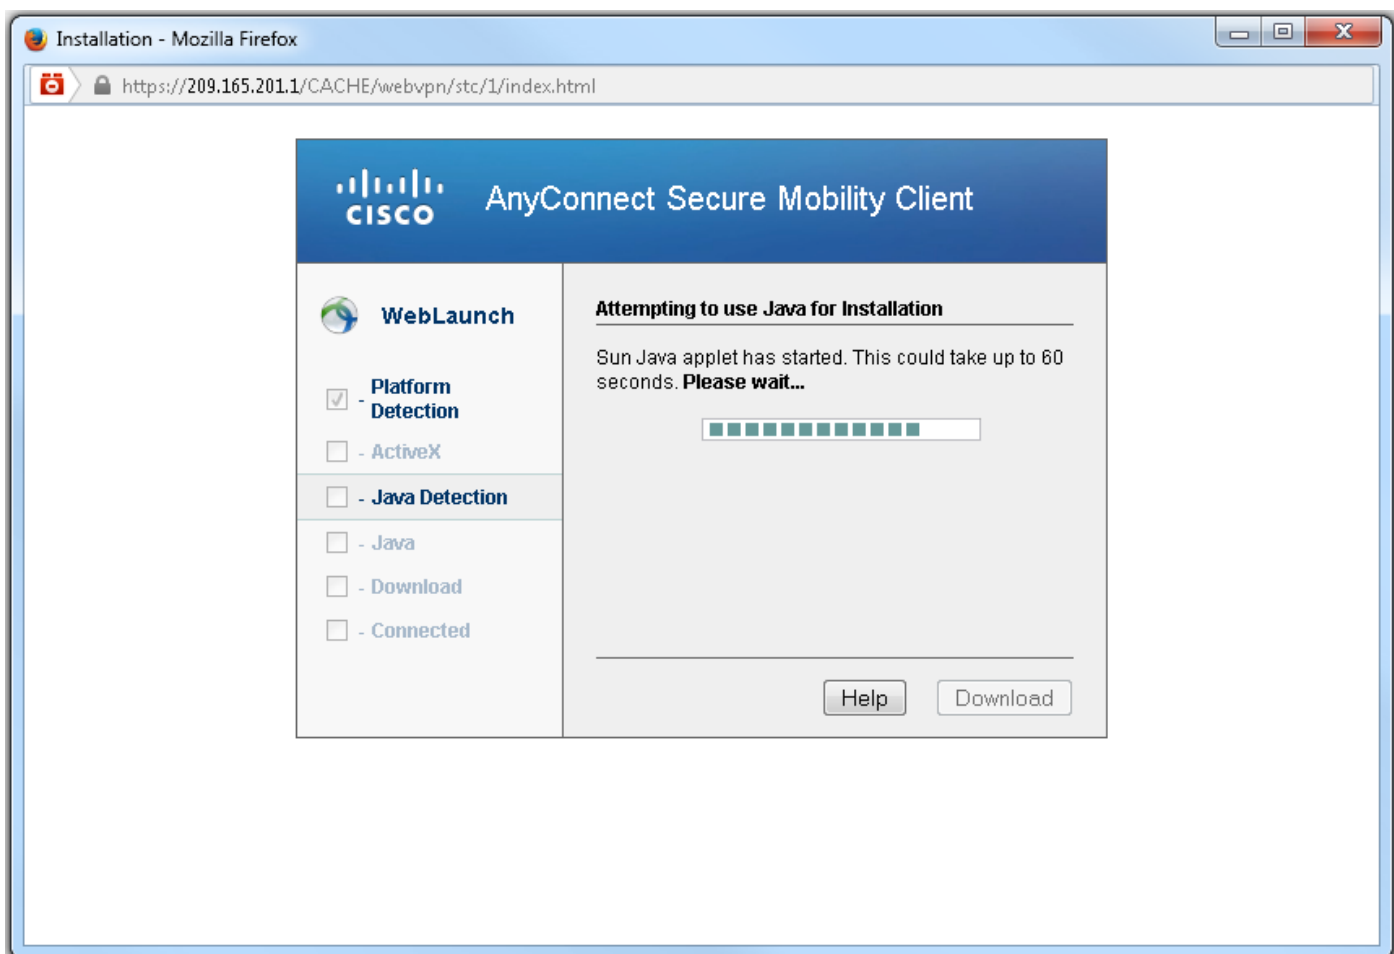 Installation - Mozilla Firefox
https://209.165.201.1/CACHE/webvpn/stc/1/index.html
CISCO
AnyConnect Secure Mobility Client
WebLaunch
- Platform
Detection
- ActiveX
- Java Detection
- Java
- Download
- Connected
Attempting to use Java for Installation
Sun Java applet has started. This could take up to 60
seconds. Please wait...
Help
Download